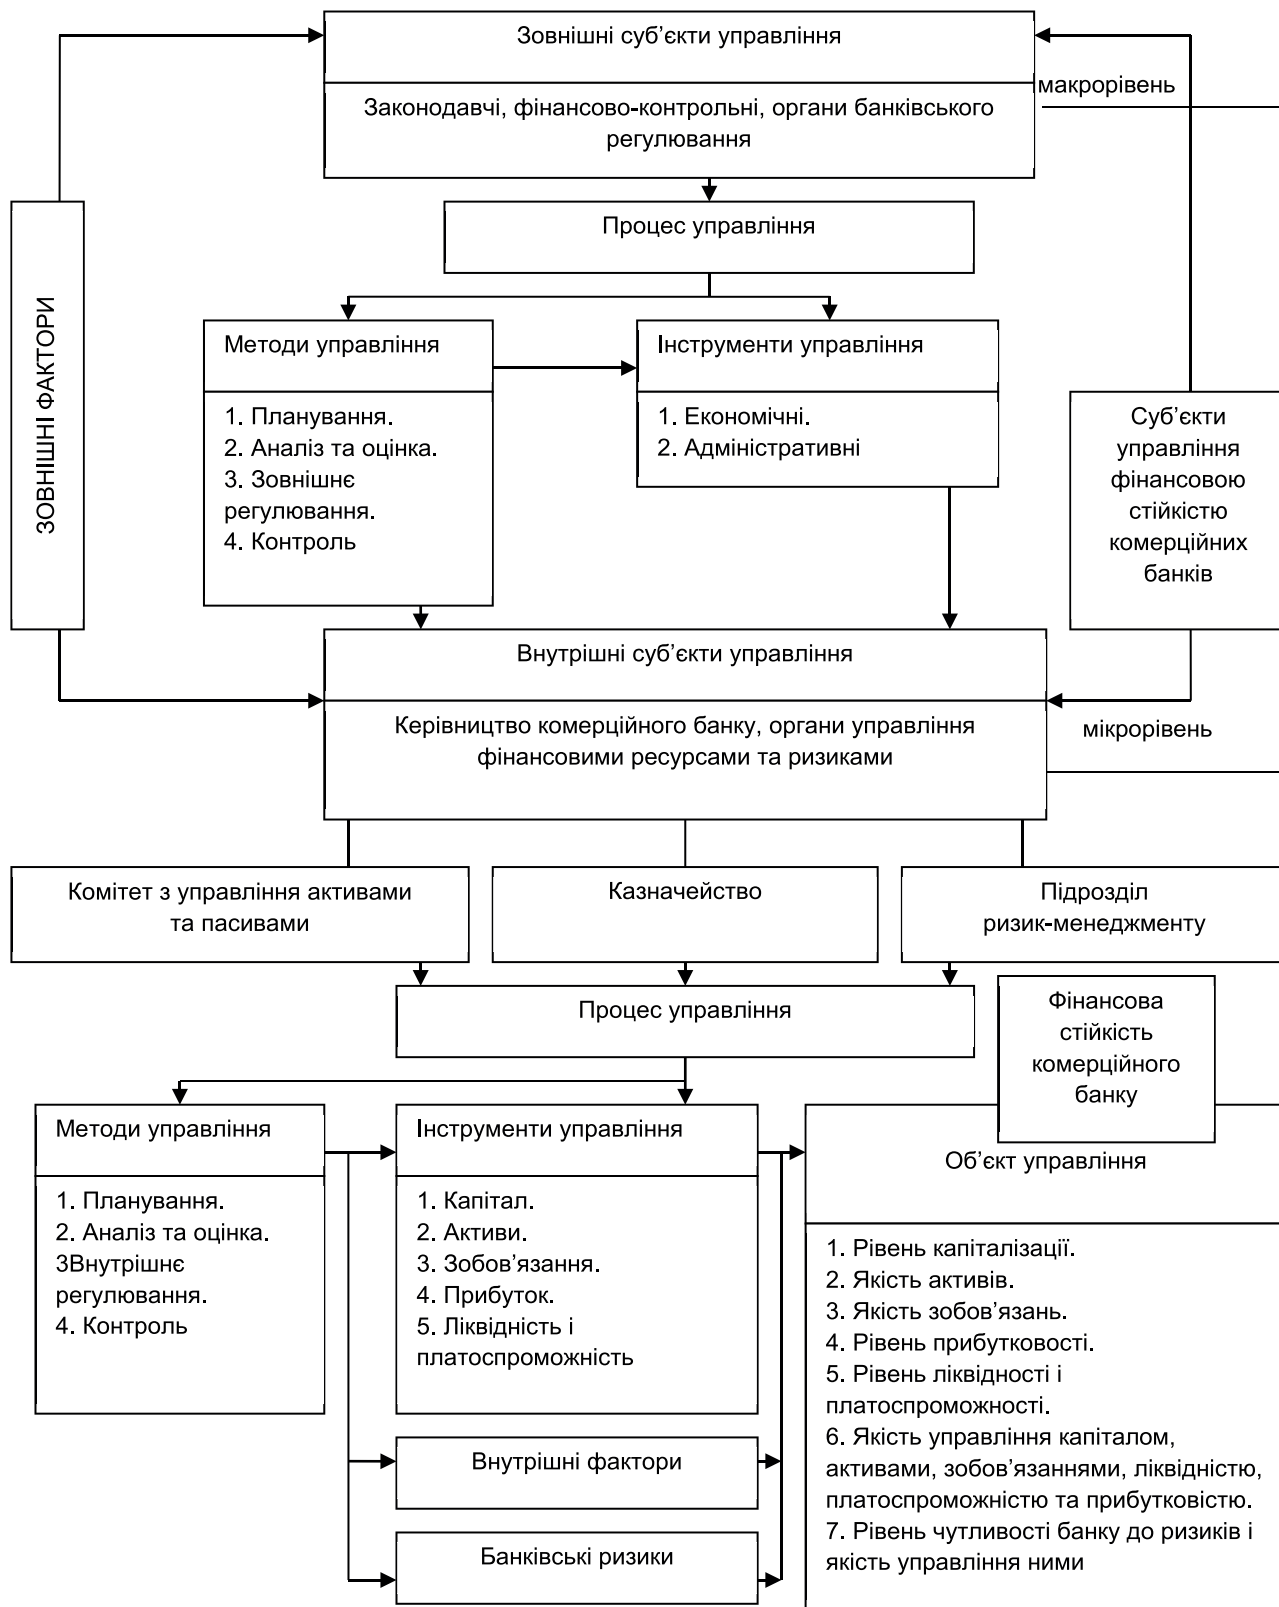 Зовнішні суб’єкти управління
макрорівень
Законодавчі, фінансово-контрольні, органи банківського
регулювання
Процес управління
ЗОВНІШНІ ФАКТОРИ
Методи управління
1. Планування.
2. Аналіз та оцінка.
3. Зовнішнє
регулювання.
4. Контроль
Інструменти управління
1. Економічні.
2. Адміністративні
Суб’єкти
управління
фінансовою
стійкістю
комерційних
банків
Внутрішні суб’єкти управління
Керівництво комерційного банку, органи управління
фінансовими ресурсами та ризиками
мікрорівень
Комітет з управління активами
та пасивами
Казначейство
Підрозділ
ризик-менеджменту
Процес управління
Фінансова
стійкість
комерційного
банку
Методи управління
1. Планування.
2. Аналіз та оцінка.
3Внутрішнє
регулювання.
4. Контроль
Інструменти управління
1. Капітал.
2. Активи.
3. Зобов’язання.
4. Прибуток.
5. Ліквідність і
платоспроможність
Внутрішні фактори
Банківські ризики
Об’єкт управління
1. Рівень капіталізації.
2. Якість активів.
3. Якість зобов’язань.
4. Рівень прибутковості.
5. Рівень ліквідності і
платоспроможності.
6. Якість управління капіталом,
активами, зобов’язаннями, ліквідністю,
платоспроможністю та прибутковістю.
7. Рівень чутливості банку до ризиків і
якість управління ними